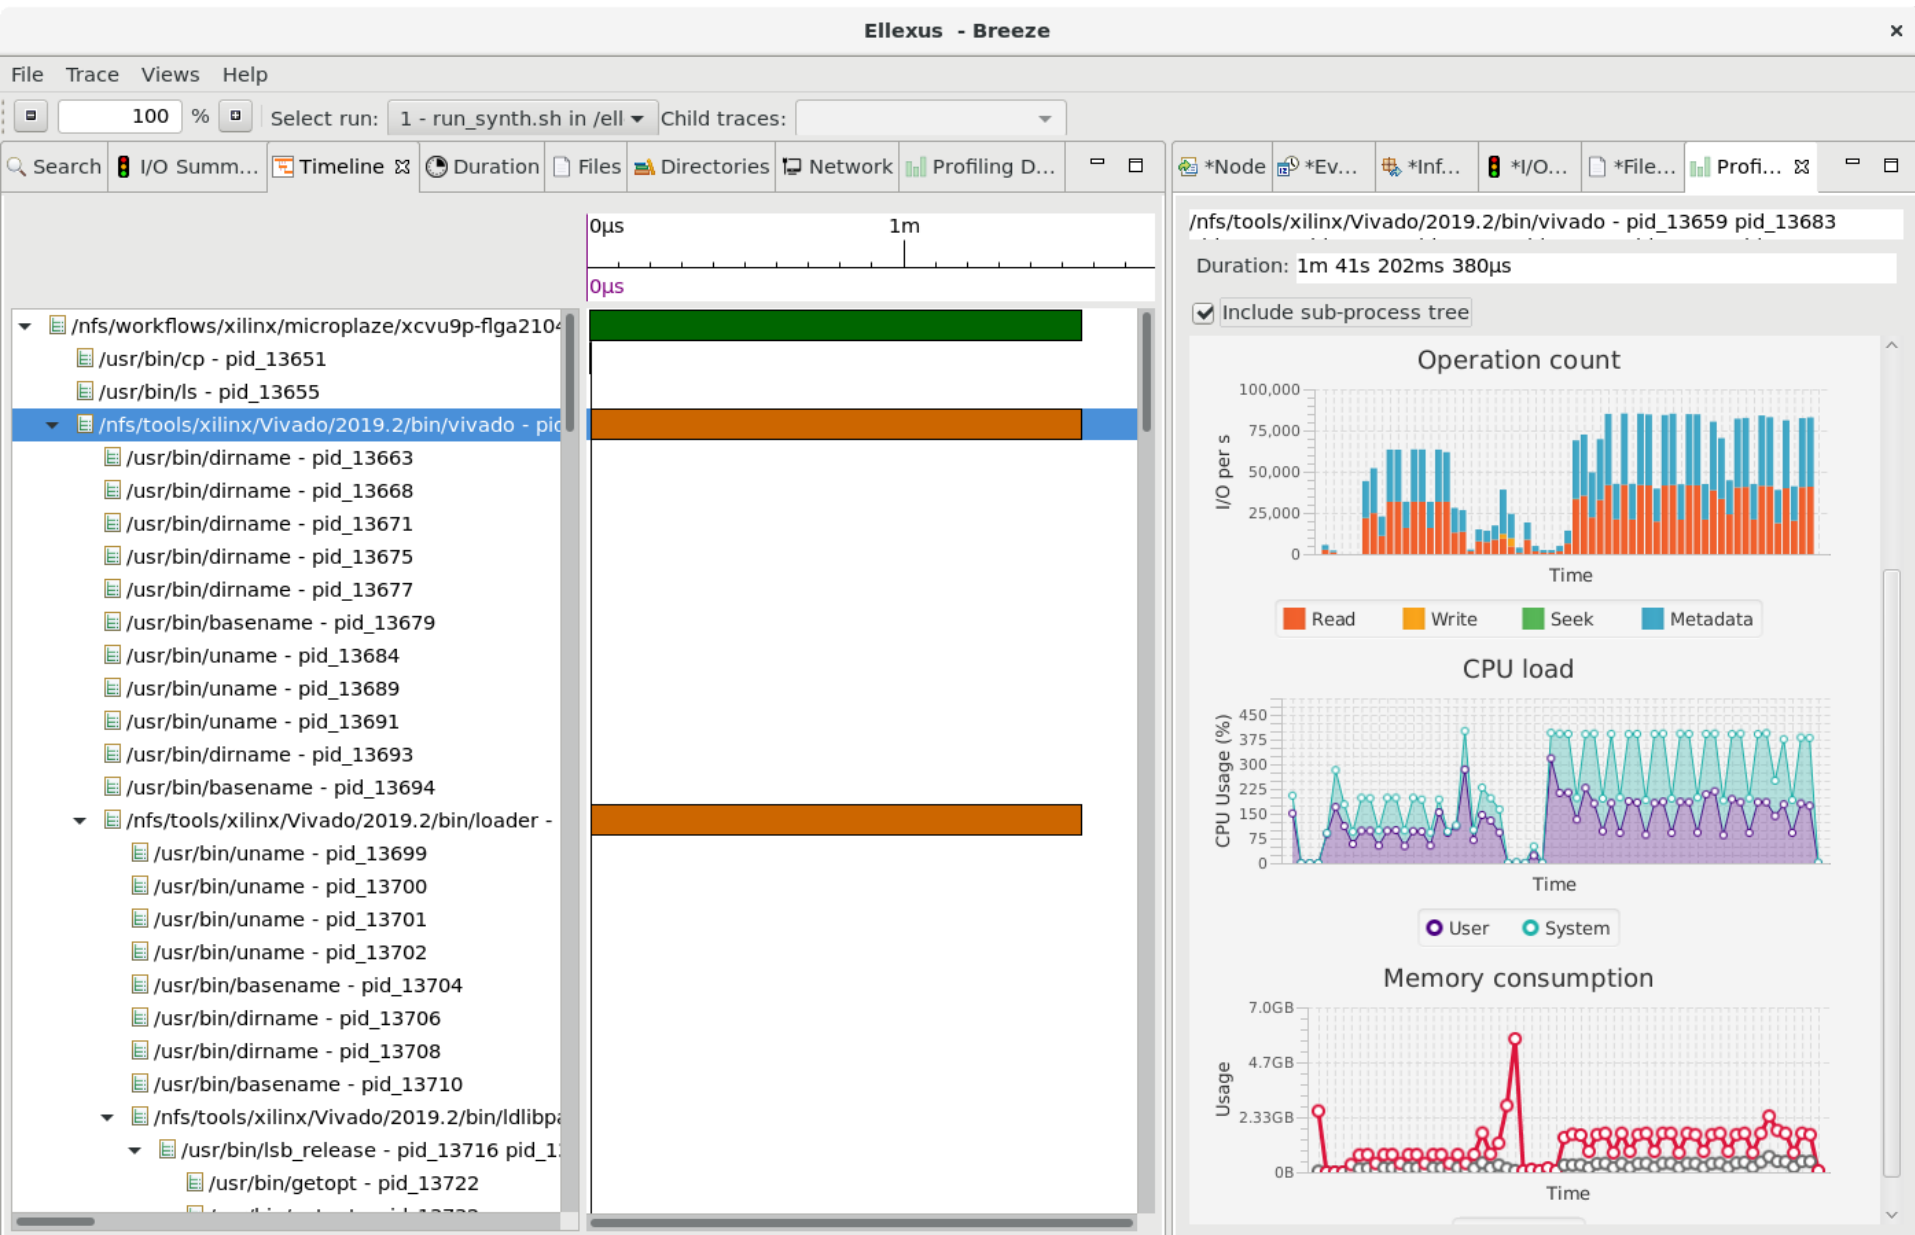 Ellexus - Breeze
File Trace Views Help
100 % Select run: 1 - run_synth.sh in /ell Child traces:
Search I/O Summ... Timeline Duration Files Directories Network Profiling D...
*Node *Ev... *Inf... *I/O... *File... Profi...
0µs 1m
0µs
/nfs/workflows/xilinx/microplaze/xcvu9p-flga2104
/usr/bin/cp - pid_13651
/usr/bin/ls - pid_13655
/nfs/tools/xilinx/Vivado/2019.2/bin/vivado - pid
/usr/bin/dirname - pid_13663
/usr/bin/dirname - pid_13668
/usr/bin/dirname - pid_13671
/usr/bin/dirname - pid_13675
/usr/bin/dirname - pid_13677
/usr/bin/basename - pid_13679
/usr/bin/uname - pid_13684
/usr/bin/uname - pid_13689
/usr/bin/uname - pid_13691
/usr/bin/dirname - pid_13693
/usr/bin/basename - pid_13694
/nfs/tools/xilinx/Vivado/2019.2/bin/loader -
/usr/bin/uname - pid_13699
/usr/bin/uname - pid_13700
/usr/bin/uname - pid_13701
/usr/bin/uname - pid_13702
/usr/bin/basename - pid_13704
/usr/bin/dirname - pid_13706
/usr/bin/dirname - pid_13708
/usr/bin/basename - pid_13710
/nfs/tools/xilinx/Vivado/2019.2/bin/ldlibpa
/usr/bin/lsb_release - pid_13716 pid_1
/usr/bin/getopt - pid_13722
/nfs/tools/xilinx/Vivado/2019.2/bin/vivado - pid_13659 pid_13683
Duration: 1m 41s 202ms 380µs
Include sub-process tree
Operation count
I/O per s
100,000
75,000
50,000
25,000
0
Time
Read Write Seek Metadata
CPU load
CPU Usage (%)
450
375
300
225
150
75
0
Time
User System
Memory consumption
Usage
7.0GB
4.7GB
2.33GB
0B
Time